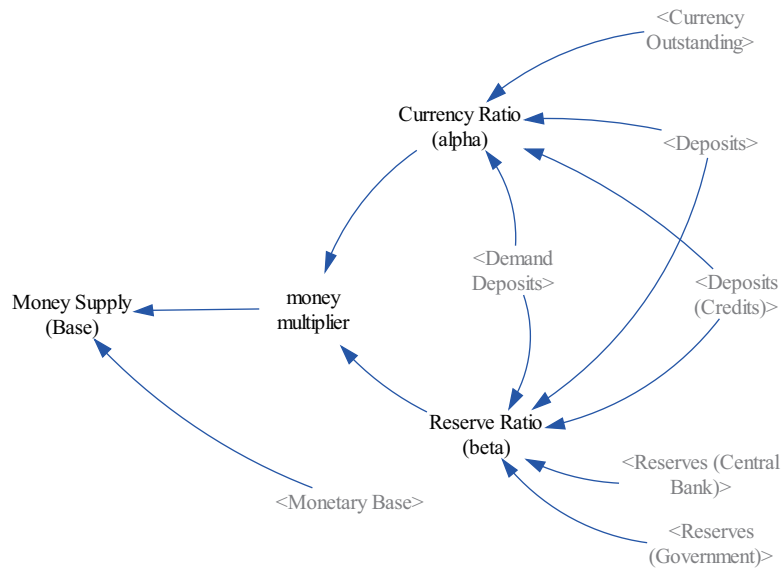 <Currency
Outstanding>
Currency Ratio
(alpha)
<Deposits>
<Demand
Deposits>
<Deposits
(Credits)>
Money Supply
(Base)
money
multiplier
Reserve Ratio
(beta)
<Reserves (Central
Bank)>
<Monetary Base>
<Reserves
(Government)>